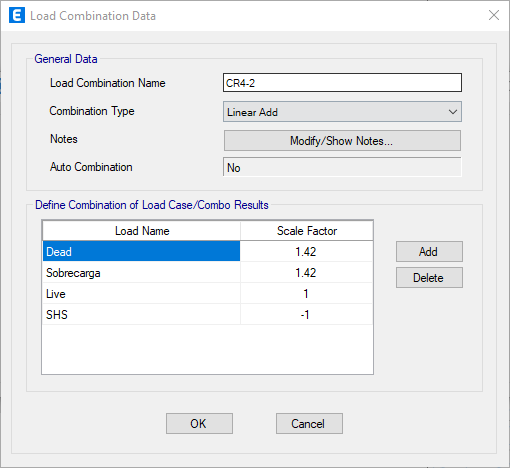 E Load Combination Data
General Data
Load Combination Name CR4-2
Combination Type Linear Add
Notes Modify/Show Notes...
Auto Combination No
Define Combination of Load Case/Combo Results
Load Name Scale Factor
Dead 1.42 Add
Sobrecarga 1.42 Delete
Live 1
SHS -1
OK Cancel